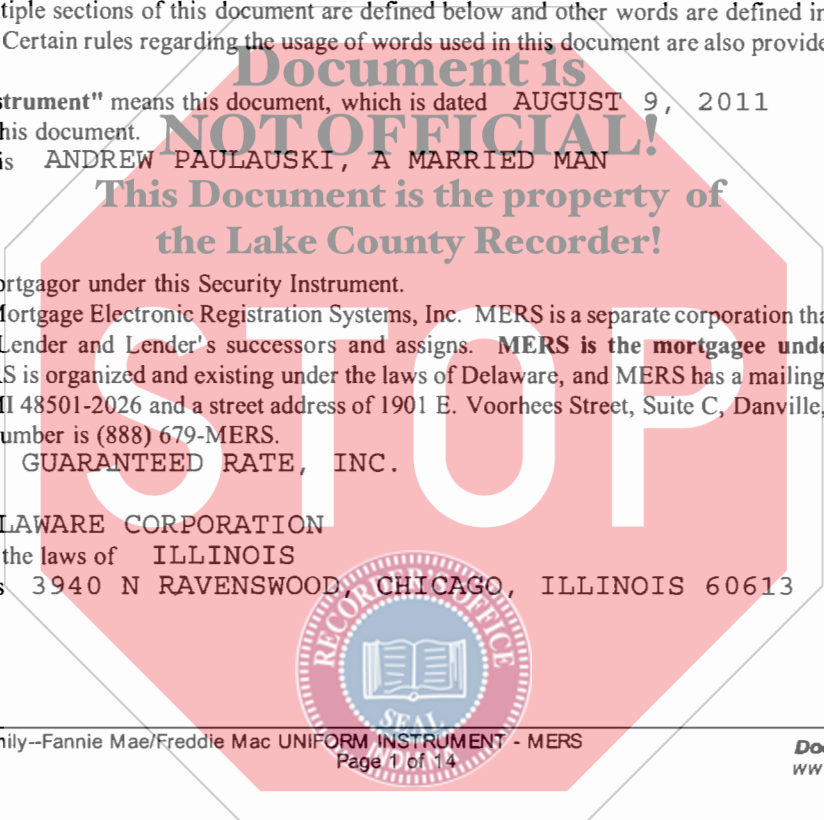 tiple sections of this document are defined below and other words are defined in
Certain rules regarding the usage of words used in this document are also provide
Document is
strument" means this document, which is dated AUGUST 9, 2011
his document.
NOT OFFICIAL!
is ANDREW PAULAUSKI, A MARRIED MAN
This Document is the property of
the Lake County Recorder!
ortgagor under this Security Instrument.
Mortgage Electronic Registration Systems, Inc. MERS is a separate corporation tha
Lender and Lender's successors and assigns. MERS is the mortgagee unde
S is organized and existing under the laws of Delaware, and MERS has a mailing
MI 48501-2026 and a street address of 1901 E. Voorhees Street, Suite C, Danville,
umber is (888) 679-MERS.
STOP
GUARANTEED RATE, INC.
LAWARE CORPORATION
the laws of ILLINOIS
s 3940 N RAVENSWOOD, CHICAGO, ILLINOIS 60613
RECORDER'S OFFICE
SEAL
INDIANA
nily--Fannie Mae/Freddie Mac UNIFORM INSTRUMENT - MERS
Page 1 of 14
Do
ww